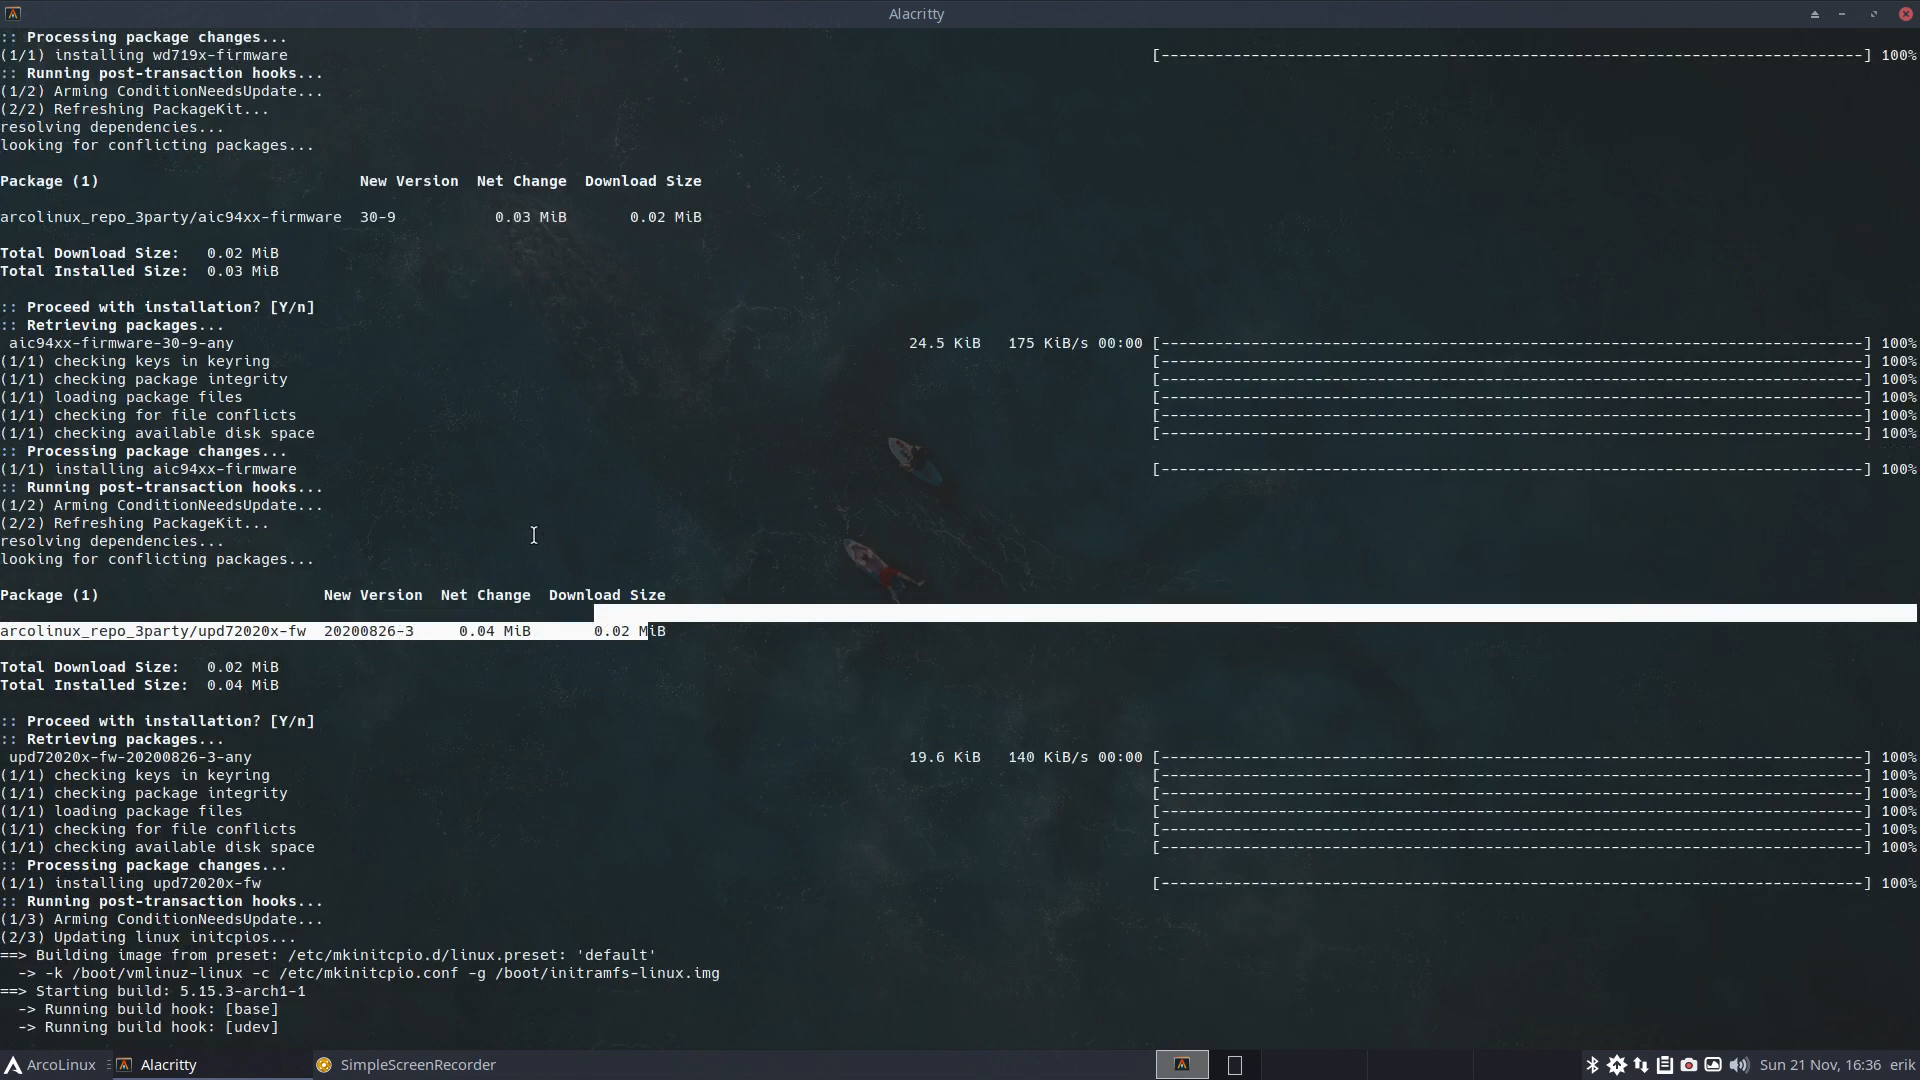 Alacritty
:: Processing package changes...
(1/1) installing wd719x-firmware [------------------------------------------------------------------------------] 100%
:: Running post-transaction hooks...
(1/2) Arming ConditionNeedsUpdate...
(2/2) Refreshing PackageKit...
resolving dependencies...
looking for conflicting packages...
Package (1) New Version Net Change Download Size
arcolinux_repo_3party/aic94xx-firmware 30-9 0.03 MiB 0.02 MiB
Total Download Size: 0.02 MiB
Total Installed Size: 0.03 MiB
:: Proceed with installation? [Y/n]
:: Retrieving packages...
aic94xx-firmware-30-9-any 24.5 KiB 175 KiB/s 00:00 [------------------------------------------------------------------------------] 100%
(1/1) checking keys in keyring [------------------------------------------------------------------------------] 100%
(1/1) checking package integrity [------------------------------------------------------------------------------] 100%
(1/1) loading package files [------------------------------------------------------------------------------] 100%
(1/1) checking for file conflicts [------------------------------------------------------------------------------] 100%
(1/1) checking available disk space [------------------------------------------------------------------------------] 100%
:: Processing package changes...
(1/1) installing aic94xx-firmware [------------------------------------------------------------------------------] 100%
:: Running post-transaction hooks...
(1/2) Arming ConditionNeedsUpdate...
(2/2) Refreshing PackageKit...
resolving dependencies...
looking for conflicting packages...
Package (1) New Version Net Change Download Size
arcolinux_repo_3party/upd72020x-fw 20200826-3 0.04 MiB 0.02 MiB
Total Download Size: 0.02 MiB
Total Installed Size: 0.04 MiB
:: Proceed with installation? [Y/n]
:: Retrieving packages...
upd72020x-fw-20200826-3-any 19.6 KiB 140 KiB/s 00:00 [------------------------------------------------------------------------------] 100%
(1/1) checking keys in keyring [------------------------------------------------------------------------------] 100%
(1/1) checking package integrity [------------------------------------------------------------------------------] 100%
(1/1) loading package files [------------------------------------------------------------------------------] 100%
(1/1) checking for file conflicts [------------------------------------------------------------------------------] 100%
(1/1) checking available disk space [------------------------------------------------------------------------------] 100%
:: Processing package changes...
(1/1) installing upd72020x-fw [------------------------------------------------------------------------------] 100%
:: Running post-transaction hooks...
(1/3) Arming ConditionNeedsUpdate...
(2/3) Updating linux initcpios...
==> Building image from preset: /etc/mkinitcpio.d/linux.preset: 'default'
-> -k /boot/vmlinuz-linux -c /etc/mkinitcpio.conf -g /boot/initramfs-linux.img
==> Starting build: 5.15.3-arch1-1
-> Running build hook: [base]
-> Running build hook: [udev]
ArcoLinux Alacritty SimpleScreenRecorder Sun 21 Nov, 16:36 erik